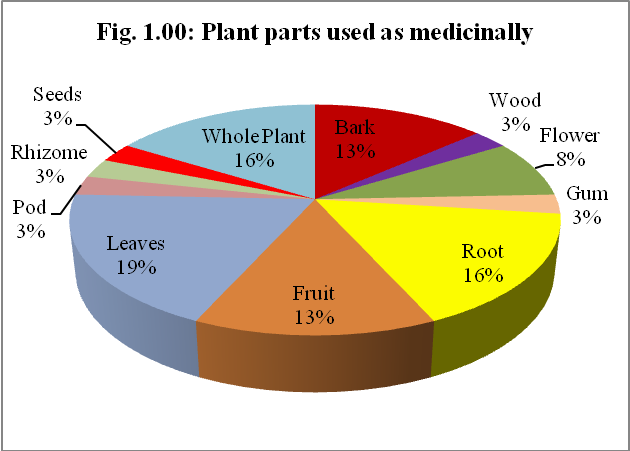 Fig. 1.00: Plant parts used as medicinally
Bark
13%
Wood
3%
Flower
8%
Gum
3%
Root
16%
Fruit
13%
Leaves
19%
Pod
3%
Rhizome
3%
Seeds
3%
Whole Plant
16%